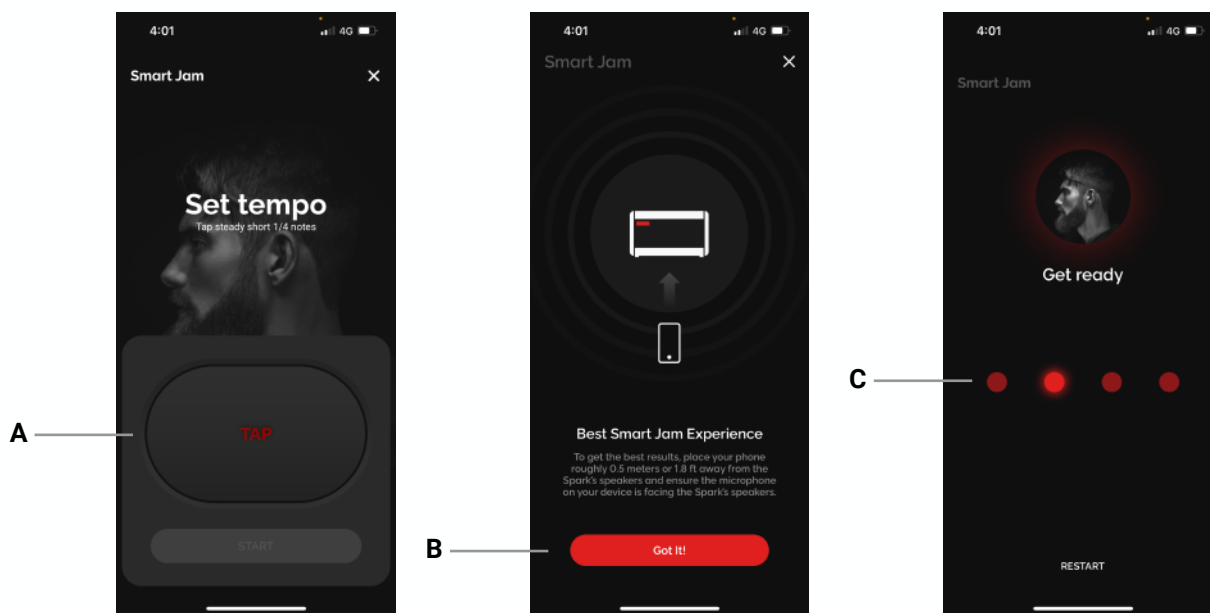 4:01
4G
Smart Jam
Set tempo
Tap steady short 1/4 notes
A
TAP
START
4:01
4G
Smart Jam
Best Smart Jam Experience
To get the best results, place your phone
roughly 0.5 meters or 1.8 ft away from the
Spark's speakers and ensure the microphone
on your device is facing the Spark's speakers.
B
Got It!
4:01
4G
Smart Jam
Get ready
C
RESTART